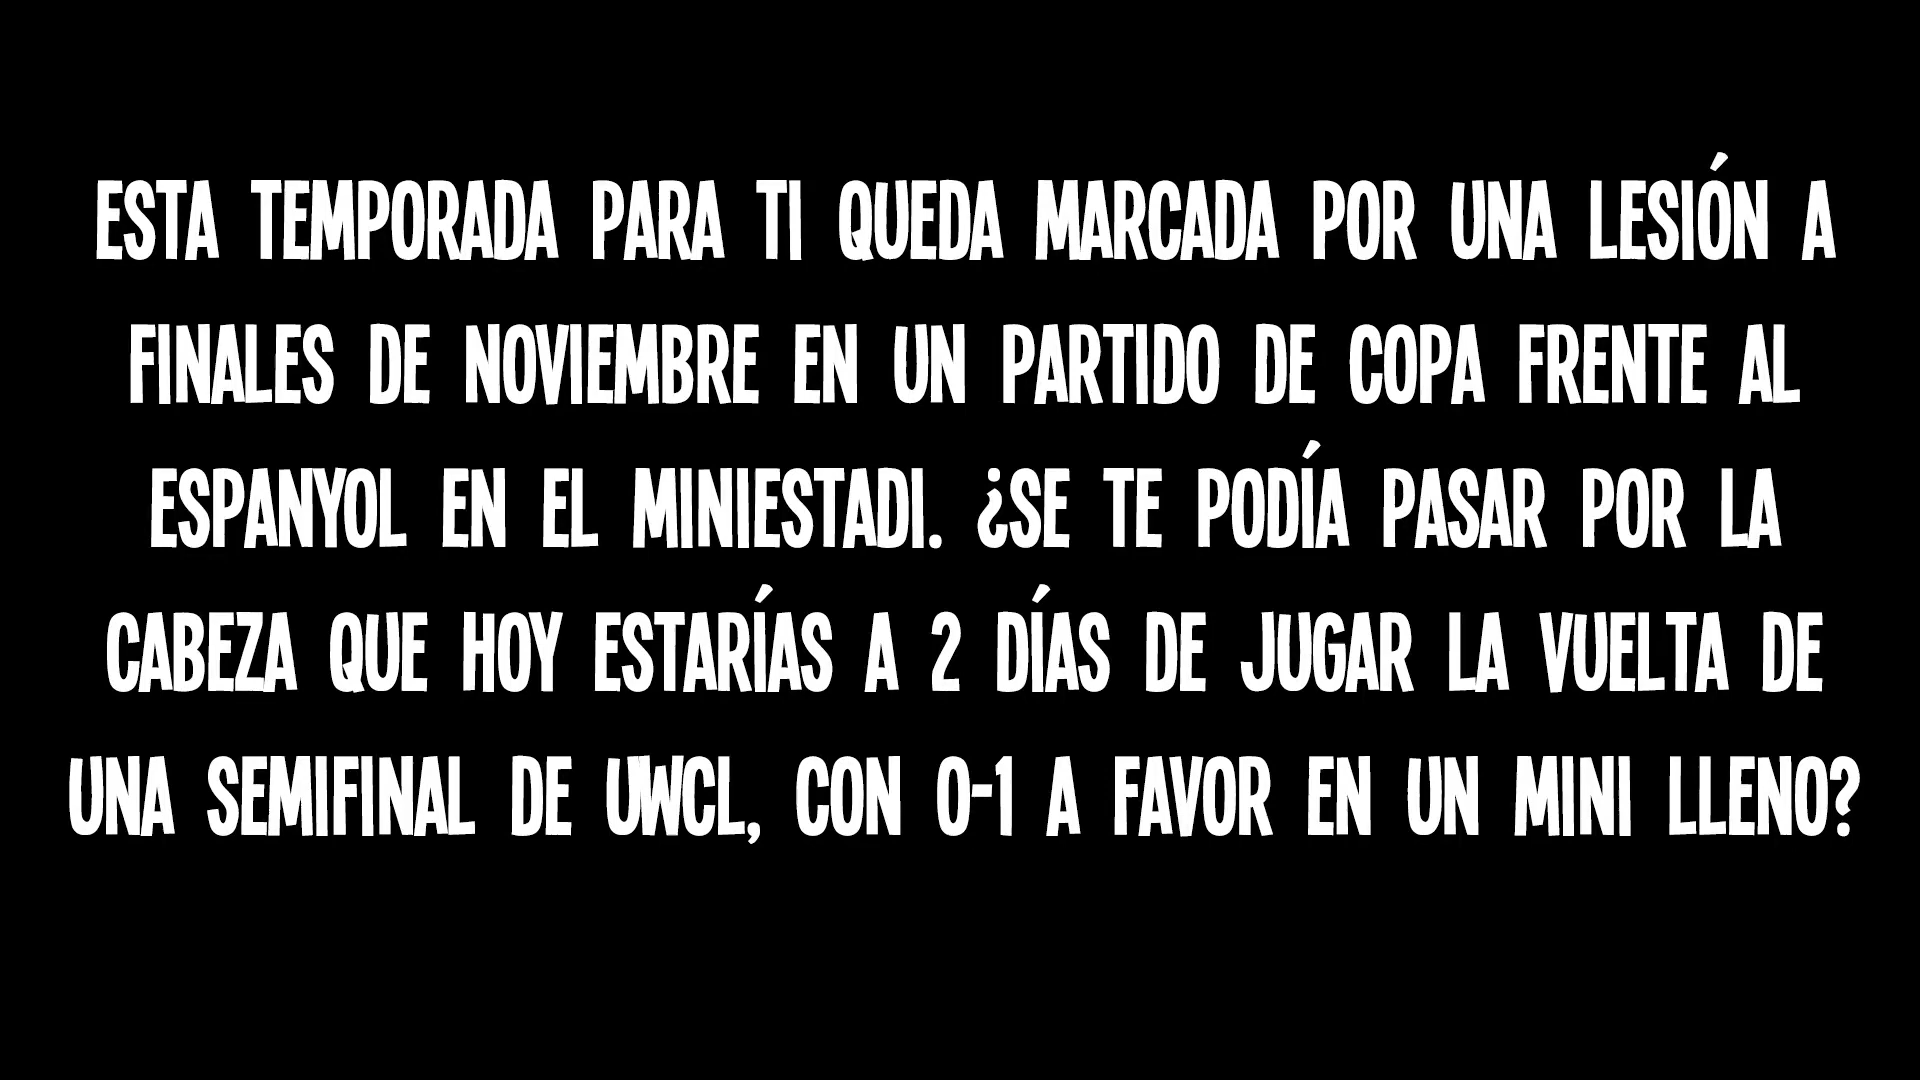 ESTA TEMPORADA PARA TI QUEDA MARCADA POR UNA LESIÓN A
FINALES DE NOVIEMBRE EN UN PARTIDO DE COPA FRENTE AL
ESPANYOL EN EL MINIESTADI. ¿SE TE PODÍA PASAR POR LA
CABEZA QUE HOY ESTARÍAS A 2 DÍAS DE JUGAR LA VUELTA DE
UNA SEMIFINAL DE UWCL, CON 0-1 A FAVOR EN UN MINI LLENO?